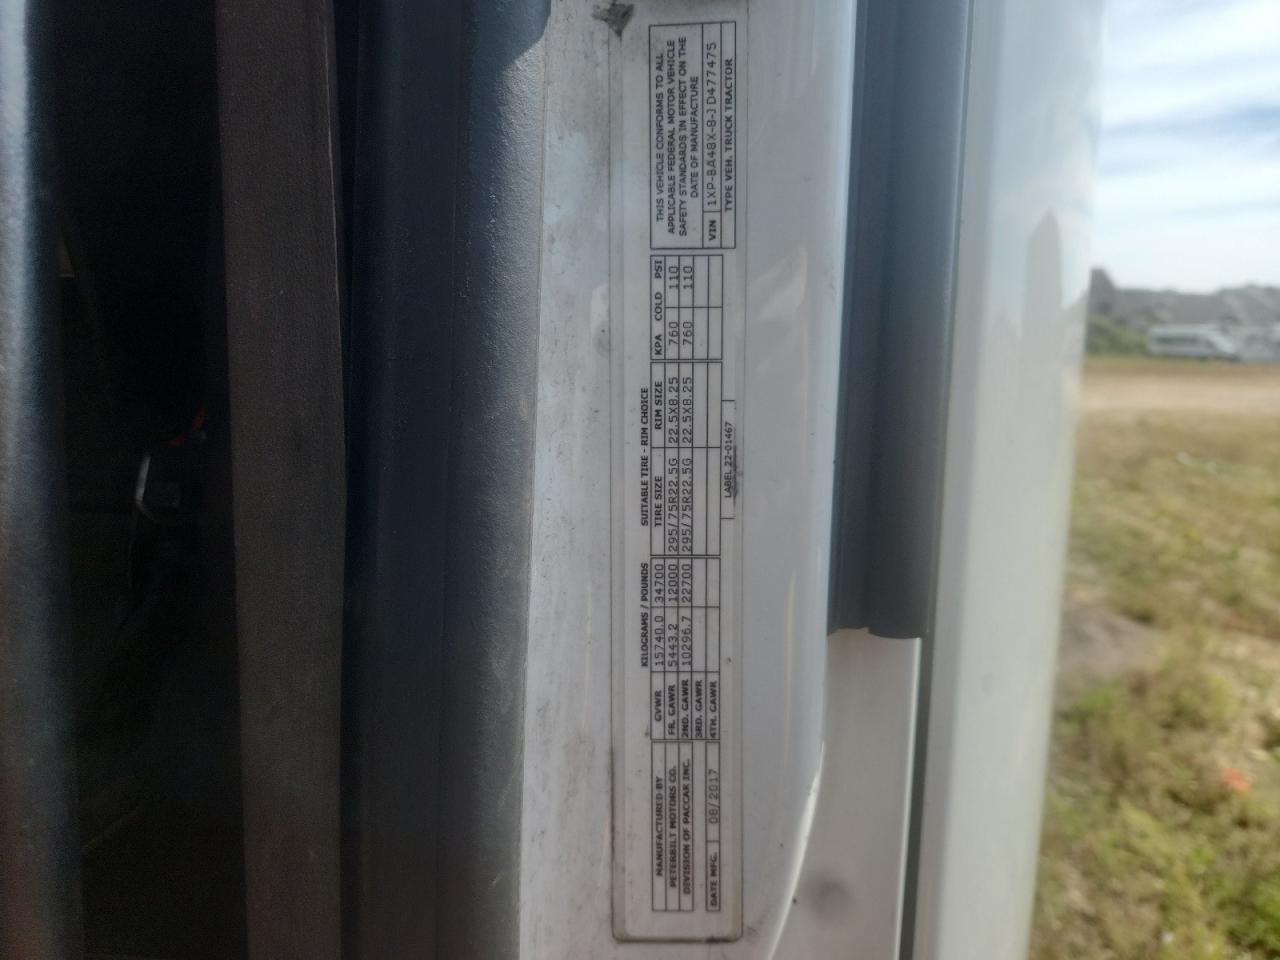 MANUFACTURED BY
PETERBILT MOTORS CO.
DIVISION OF PACCAR INC.
DATE MFG. 08/2017
KILOGRAMS / POUNDS
GVWR 15740.0 34700
FR. GAWR 5443.2 12000
2ND. GAWR 10296.7 22700
3RD. GAWR
4TH. GAWR
SUITABLE TIRE - RIM CHOICE
TIRE SIZE RIM SIZE KPA COLD PSI
295/75R22.5G 22.5X8.25 760 110
295/75R22.5G 22.5X8.25 760 110
LABEL 22-01467
THIS VEHICLE CONFORMS TO ALL
APPLICABLE FEDERAL MOTOR VEHICLE
SAFETY STANDARDS IN EFFECT ON THE
DATE OF MANUFACTURE
VIN 1XP-BA48X-8-JD477475
TYPE VEH. TRUCK TRACTOR